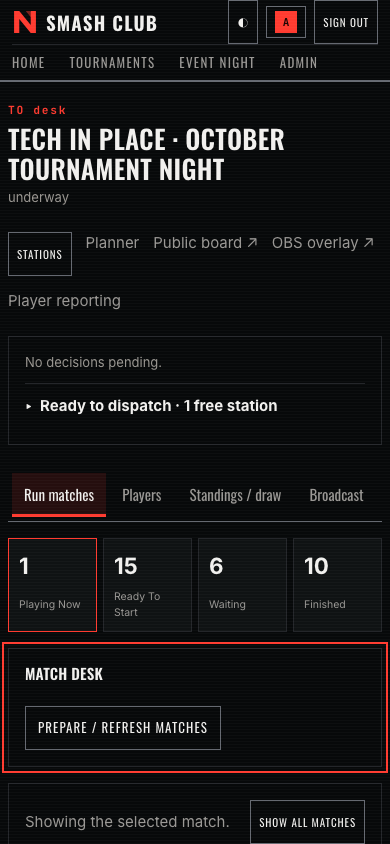 N SMASH CLUB
A
SIGN OUT
HOME TOURNAMENTS EVENT NIGHT ADMIN
TO desk
TECH IN PLACE · OCTOBER
TOURNAMENT NIGHT
underway
STATIONS Planner Public board ↗ OBS overlay ↗
Player reporting
No decisions pending.
▸ Ready to dispatch · 1 free station
Run matches Players Standings / draw Broadcast
1 15 6 10
Playing Now Ready To Start Waiting Finished
MATCH DESK
PREPARE / REFRESH MATCHES
Showing the selected match. SHOW ALL MATCHES